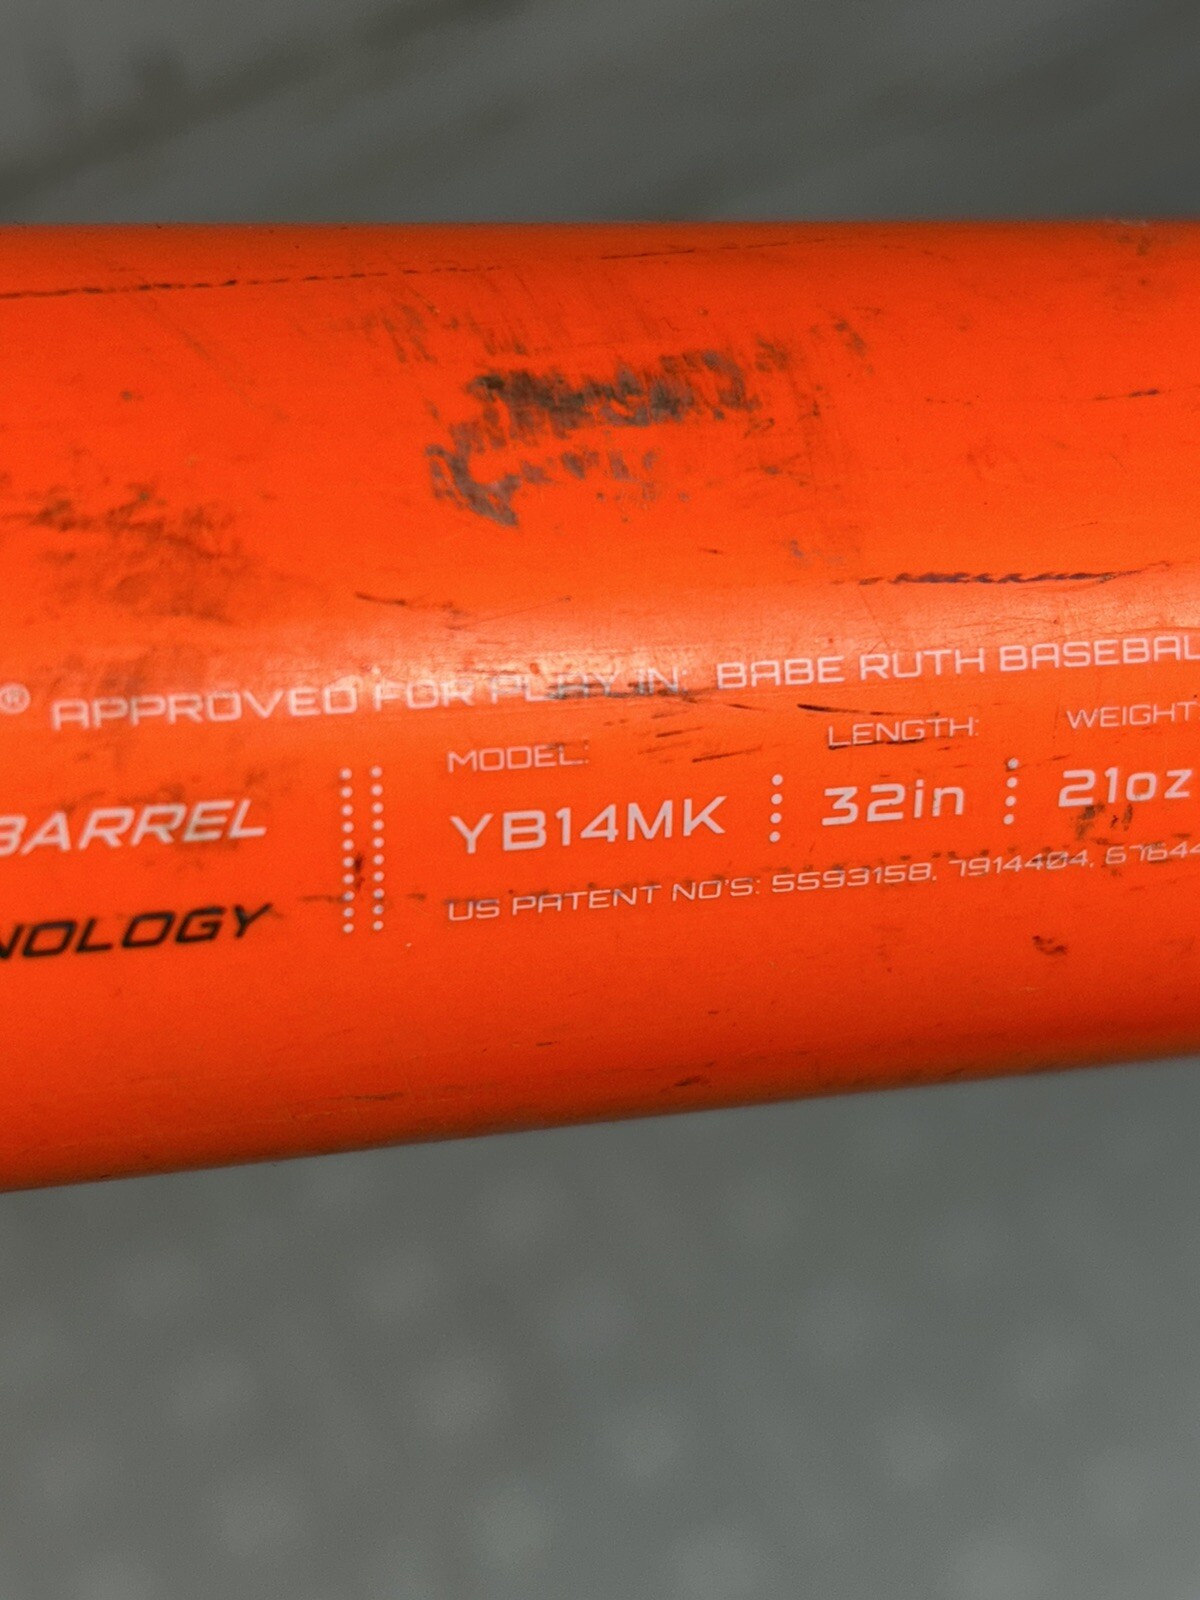 ® APPROVED FOR PLAY IN: BABE RUTH BASEBAL
MODEL: LENGTH: WEIGHT
BARREL YB14MK 32in 21oz
NOLOGY US PATENT NO'S: 5593158, 7914404, 67644